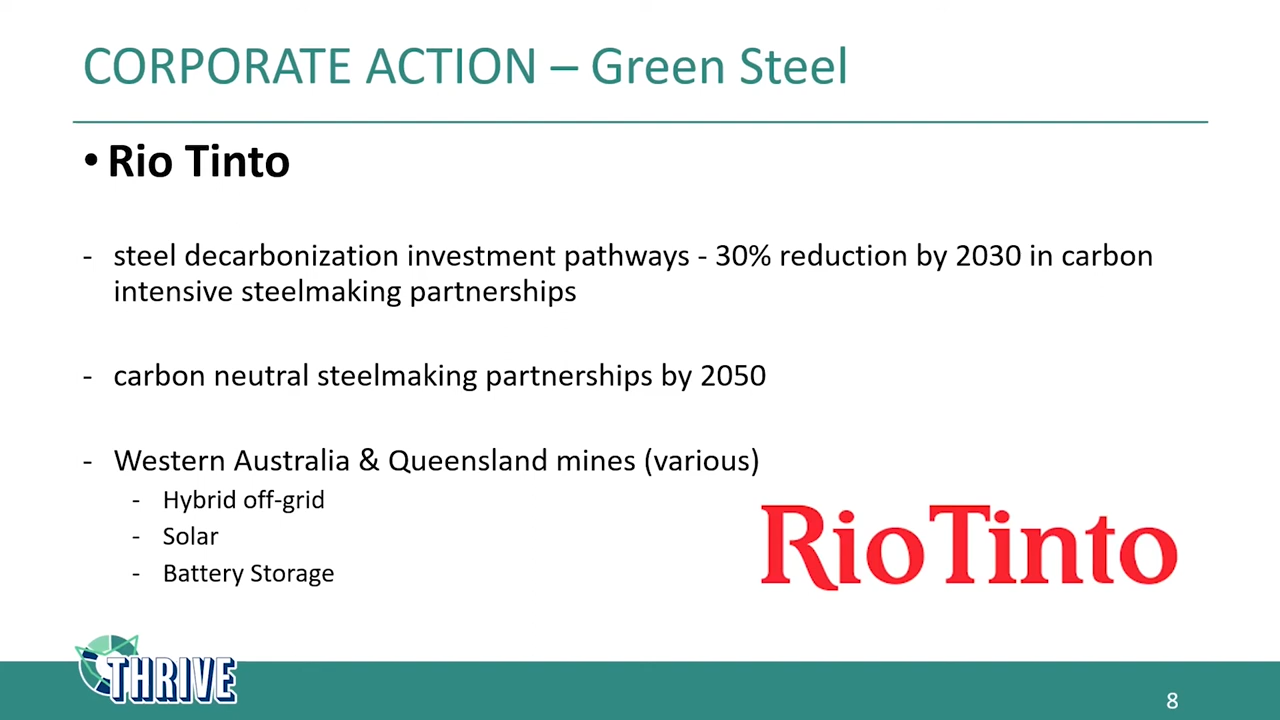 CORPORATE ACTION – Green Steel
• Rio Tinto
- steel decarbonization investment pathways - 30% reduction by 2030 in carbon
intensive steelmaking partnerships
- carbon neutral steelmaking partnerships by 2050
- Western Australia & Queensland mines (various)
- Hybrid off-grid
- Solar
- Battery Storage
RioTinto
THRIVE
8